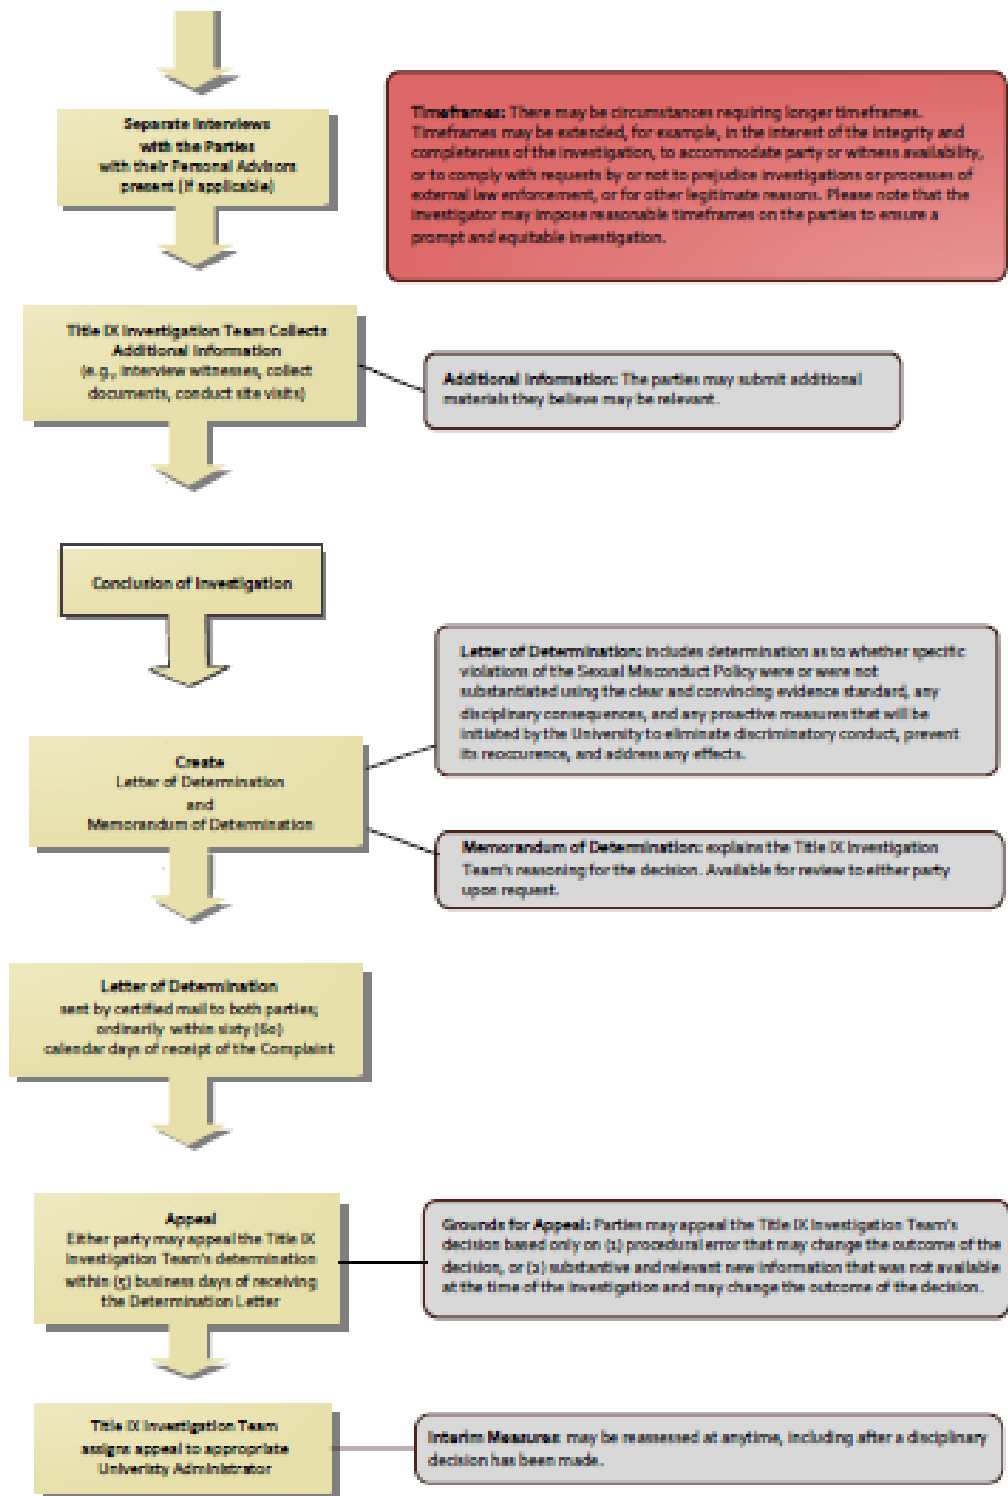 Separate Interviews
with the Parties
with their Personal Advisors
present (if applicable)
Timeframes: There may be circumstances requiring longer timeframes.
Timeframes may be extended, for example, in the interest of the integrity and
completeness of the investigation, to accommodate party or witness availability,
or to comply with requests by or not to prejudice investigations or processes of
external law enforcement, or for other legitimate reasons. Please note that the
investigator may impose reasonable timeframes on the parties to ensure a
prompt and equitable investigation.
Title IX Investigation Team Collects
Additional Information
(e.g., interview witnesses, collect
documents, conduct site visits)
Additional Information: The parties may submit additional
materials they believe may be relevant.
Conclusion of Investigation
Letter of Determination: includes determination as to whether specific
violations of the Sexual Misconduct Policy were or were not
substantiated using the clear and convincing evidence standard, any
disciplinary consequences, and any proactive measures that will be
initiated by the University to eliminate discriminatory conduct, prevent
its reoccurence, and address any effects.
Create
Letter of Determination
and
Memorandum of Determination
Memorandum of Determination: explains the Title IX Investigation
Team's reasoning for the decision. Available for review to either party
upon request.
Letter of Determination
sent by certified mail to both parties;
ordinarily within sixty (60)
calendar days of receipt of the Complaint
Appeal
Either party may appeal the Title IX
Investigation Team's determination
within (5) business days of receiving
the Determination Letter
Grounds for Appeal: Parties may appeal the Title IX Investigation Team's
decision based only on (1) procedural error that may change the outcome of the
decision, or (2) substantive and relevant new information that was not available
at the time of the investigation and may change the outcome of the decision.
Title IX Investigation Team
assigns appeal to appropriate
Univeristy Administrator
Interim Measures: may be reassessed at anytime, including after a disciplinary
decision has been made.